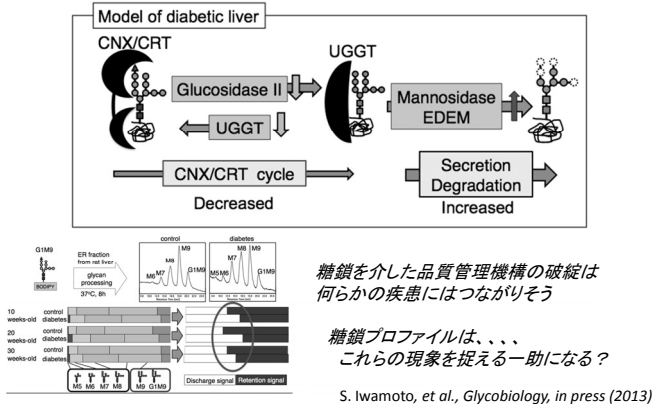 Model of diabetic liver
CNX/CRT
UGGT
Glucosidase II
Mannosidase
EDEM
UGGT
CNX/CRT cycle
Secretion
Degradation
Decreased
Increased
G1M9
BODIPY
ER fraction
from rat liver
glycan
processing
37ºC, 8h
control
M6
M7
M8
M9
G1M9
diabetes
M5
M6
M7
M8
M9
G1M9
10
weeks-old
control
diabetes
20
weeks-old
control
diabetes
30
weeks-old
control
diabetes
M5 M6 M7 M8 M9 G1M9
Discharge signal
Retention signal
糖鎖を介した品質管理機構の破綻は
何らかの疾患にはつながりそう
糖鎖プロファイルは、、、、
これらの現象を捉える一助になる？
S. Iwamoto, et al., Glycobiology, in press (2013)